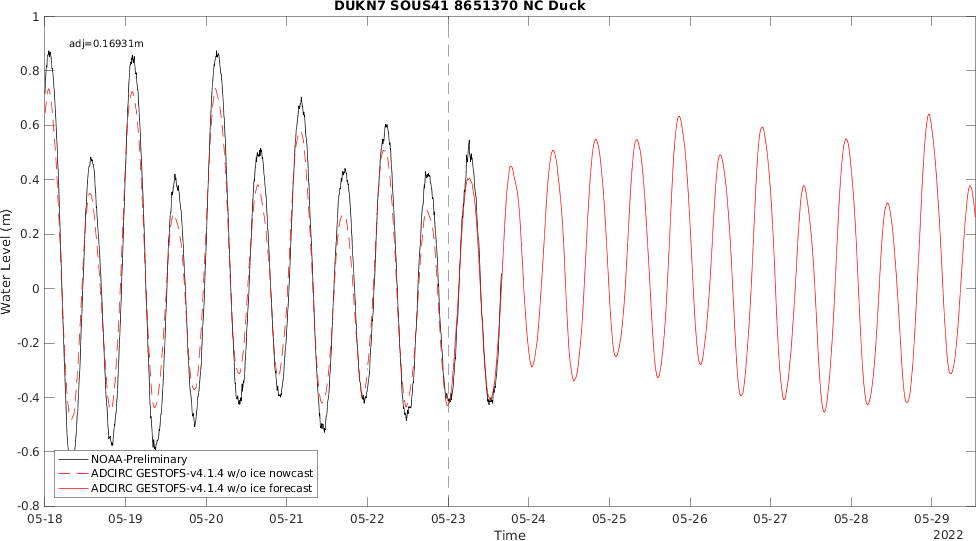 DUKN7 SOUS41 8651370 NC Duck
adj=0.16931m
1
0.8
0.6
0.4
0.2
0
-0.2
-0.4
-0.6
-0.8
Water Level (m)
NOAA-Preliminary
ADCIRC GESTOFS-v4.1.4 w/o ice nowcast
ADCIRC GESTOFS-v4.1.4 w/o ice forecast
05-18 05-19 05-20 05-21 05-22 05-23 05-24 05-25 05-26 05-27 05-28 05-29
Time
2022